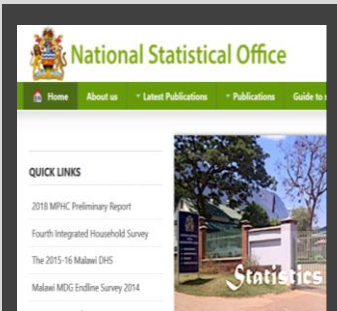 National Statistical Office
Home About us Latest Publications Publications Guide to
QUICK LINKS
2018 MPHC Preliminary Report
Fourth Integrated Household Survey
The 2015-16 Malawi DHS
Statistics
Malawi MDG Endline Survey 2014